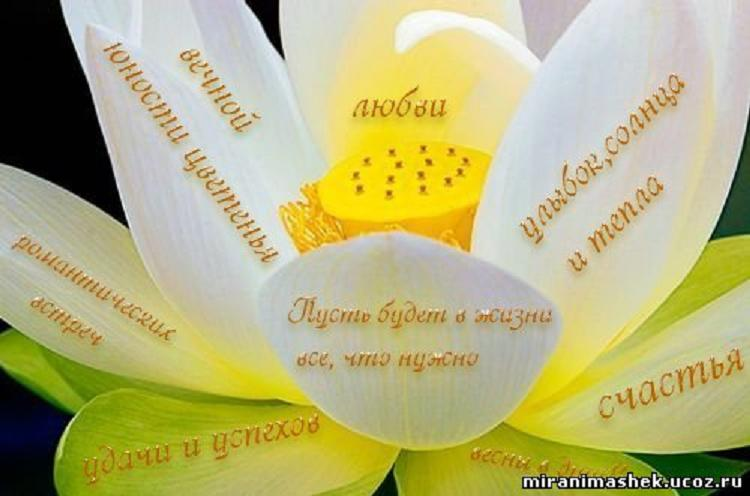 вечной
юности цветенья
любви
улыбок,солнца
и тепла
романтических
встреч
Пусть будет в жизни
все, что нужно
счастья
удачи и успехов
весны в
miranimashek.ucoz.ru